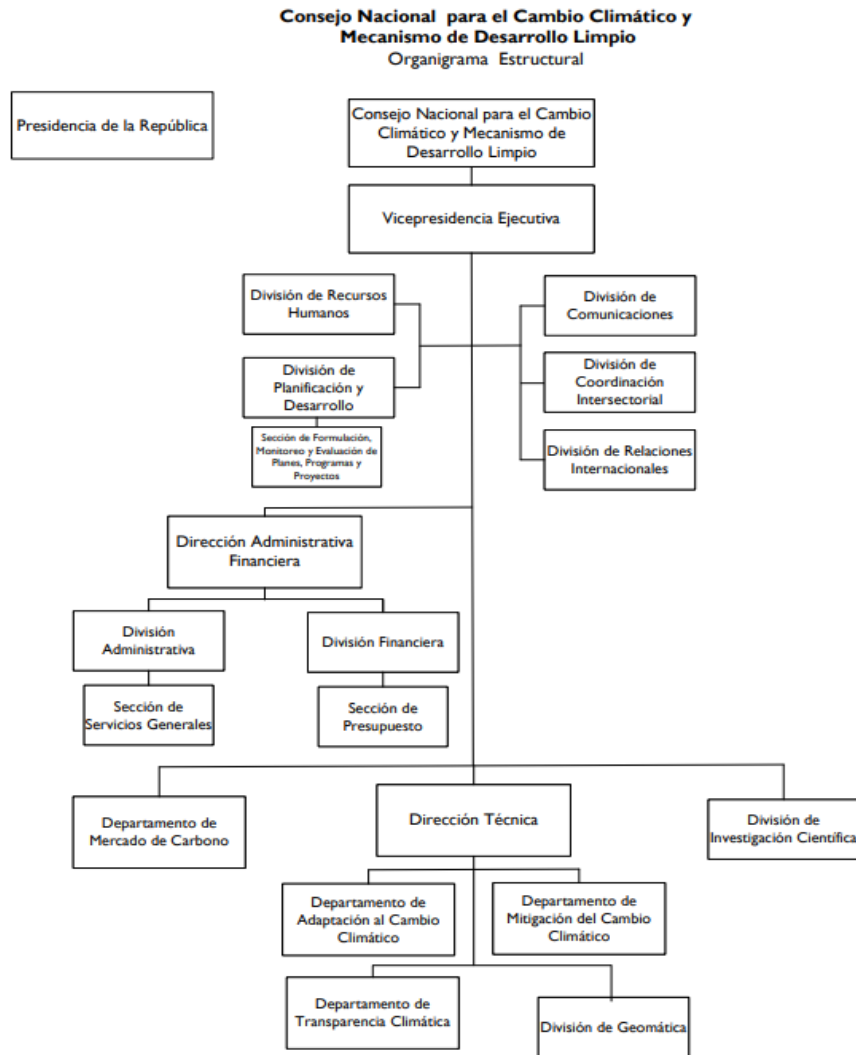 Consejo Nacional para el Cambio Climático y
Mecanismo de Desarrollo Limpio
Organigrama Estructural
Presidencia de la República
Consejo Nacional para el Cambio
Climático y Mecanismo de
Desarrollo Limpio
Vicepresidencia Ejecutiva
División de Recursos
Humanos
División de
Comunicaciones
División de
Planificación y
Desarrollo
División de
Coordinación
Intersectorial
Sección de Formulación,
Monitoreo y Evaluación de
Planes, Programas y
Proyectos
División de Relaciones
Internacionales
Dirección Administrativa
Financiera
División
Administrativa
División Financiera
Sección de
Servicios Generales
Sección de
Presupuesto
Departamento de
Mercado de Carbono
Dirección Técnica
División de
Investigación Científica
Departamento de
Adaptación al Cambio
Climático
Departamento de
Mitigación del Cambio
Climático
Departamento de
Transparencia Climática
División de Geomática